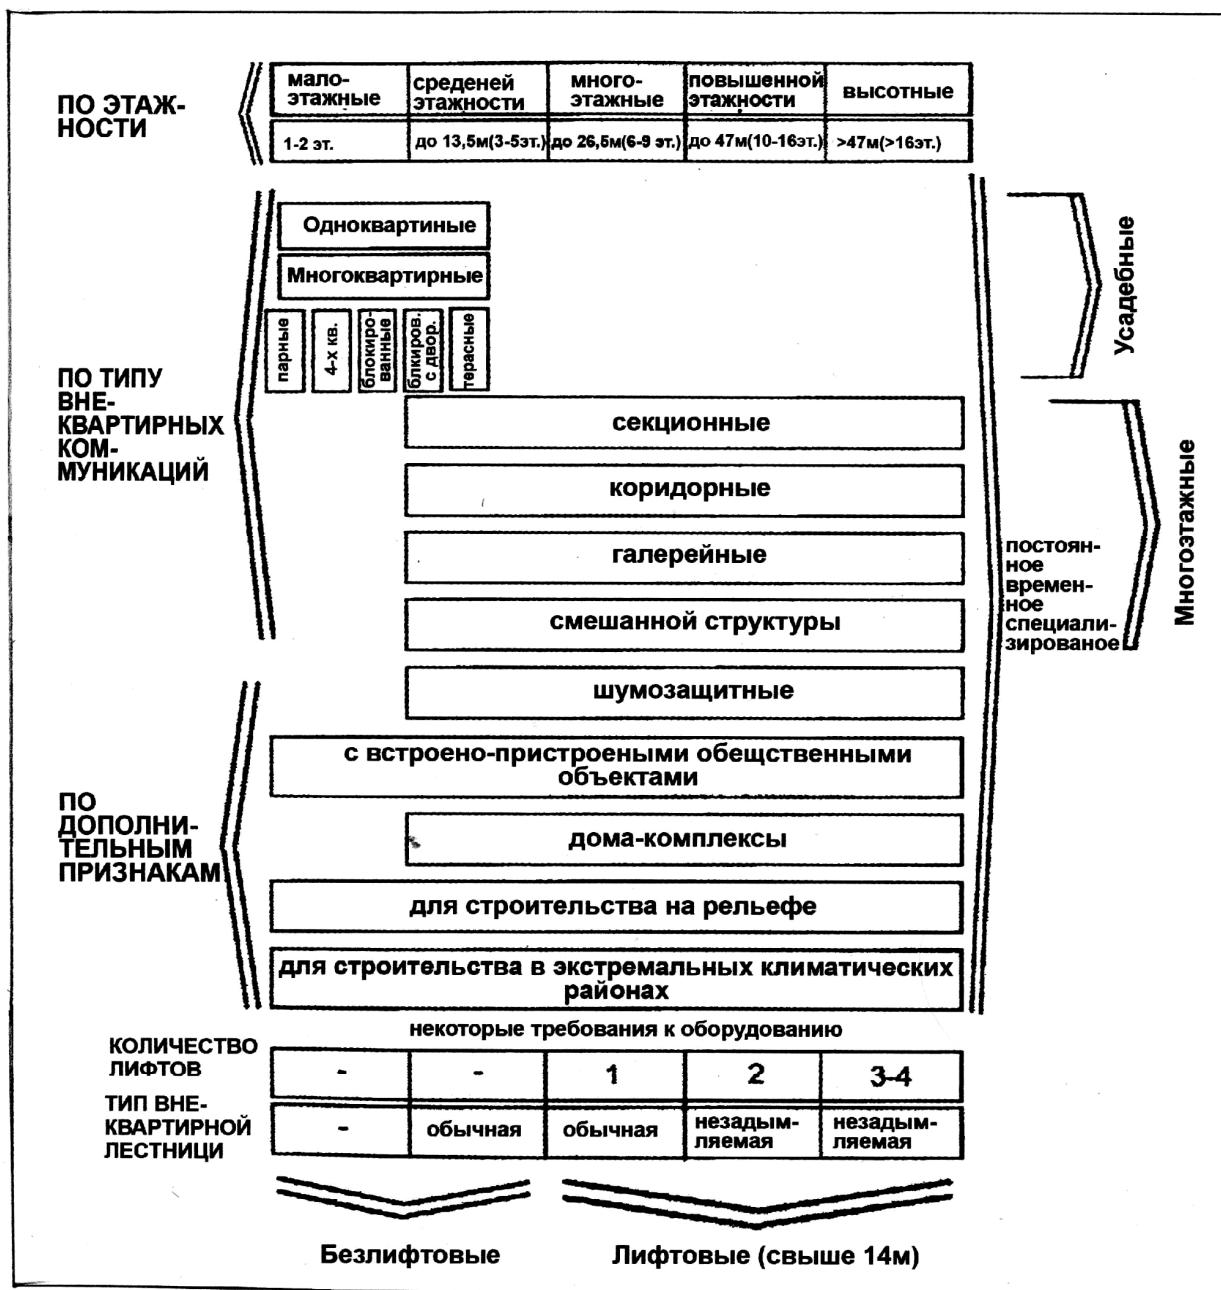 ПО ЭТАЖ-
НОСТИ
мало-
этажные
среденей
этажности
много-
этажные
повышенной
этажности
высотные
1-2 эт.
до 13,5м(3-5эт.)
до 26,5м(6-9 эт.)
до 47м(10-16эт.)
>47м(>16эт.)
ПО ТИПУ
ВНЕ-
КВАРТИРНЫХ
КОМ-
МУНИКАЦИЙ
Одноквартиные
Многоквартирные
парные
4-х кв.
блокиро-
ванные
блкиров.
с двор.
терасные
секционные
коридорные
галерейные
смешанной структуры
шумозащитные
ПО
ДОПОЛНИ-
ТЕЛЬНЫМ
ПРИЗНАКАМ
с встроено-пристроеными обещственными
объектами
дома-комплексы
для строительства на рельефе
для строительства в экстремальных климатических
районах
постоян-
ное
времен-
ное
специали-
зированое
Усадебные
Многоэтажные
некоторые требования к оборудованию
КОЛИЧЕСТВО
ЛИФТОВ
-
-
1
2
3-4
ТИП ВНЕ-
КВАРТИРНОЙ
ЛЕСТНИЦИ
-
обычная
обычная
незадым-
ляемая
незадым-
ляемая
Безлифтовые
Лифтовые (свыше 14м)